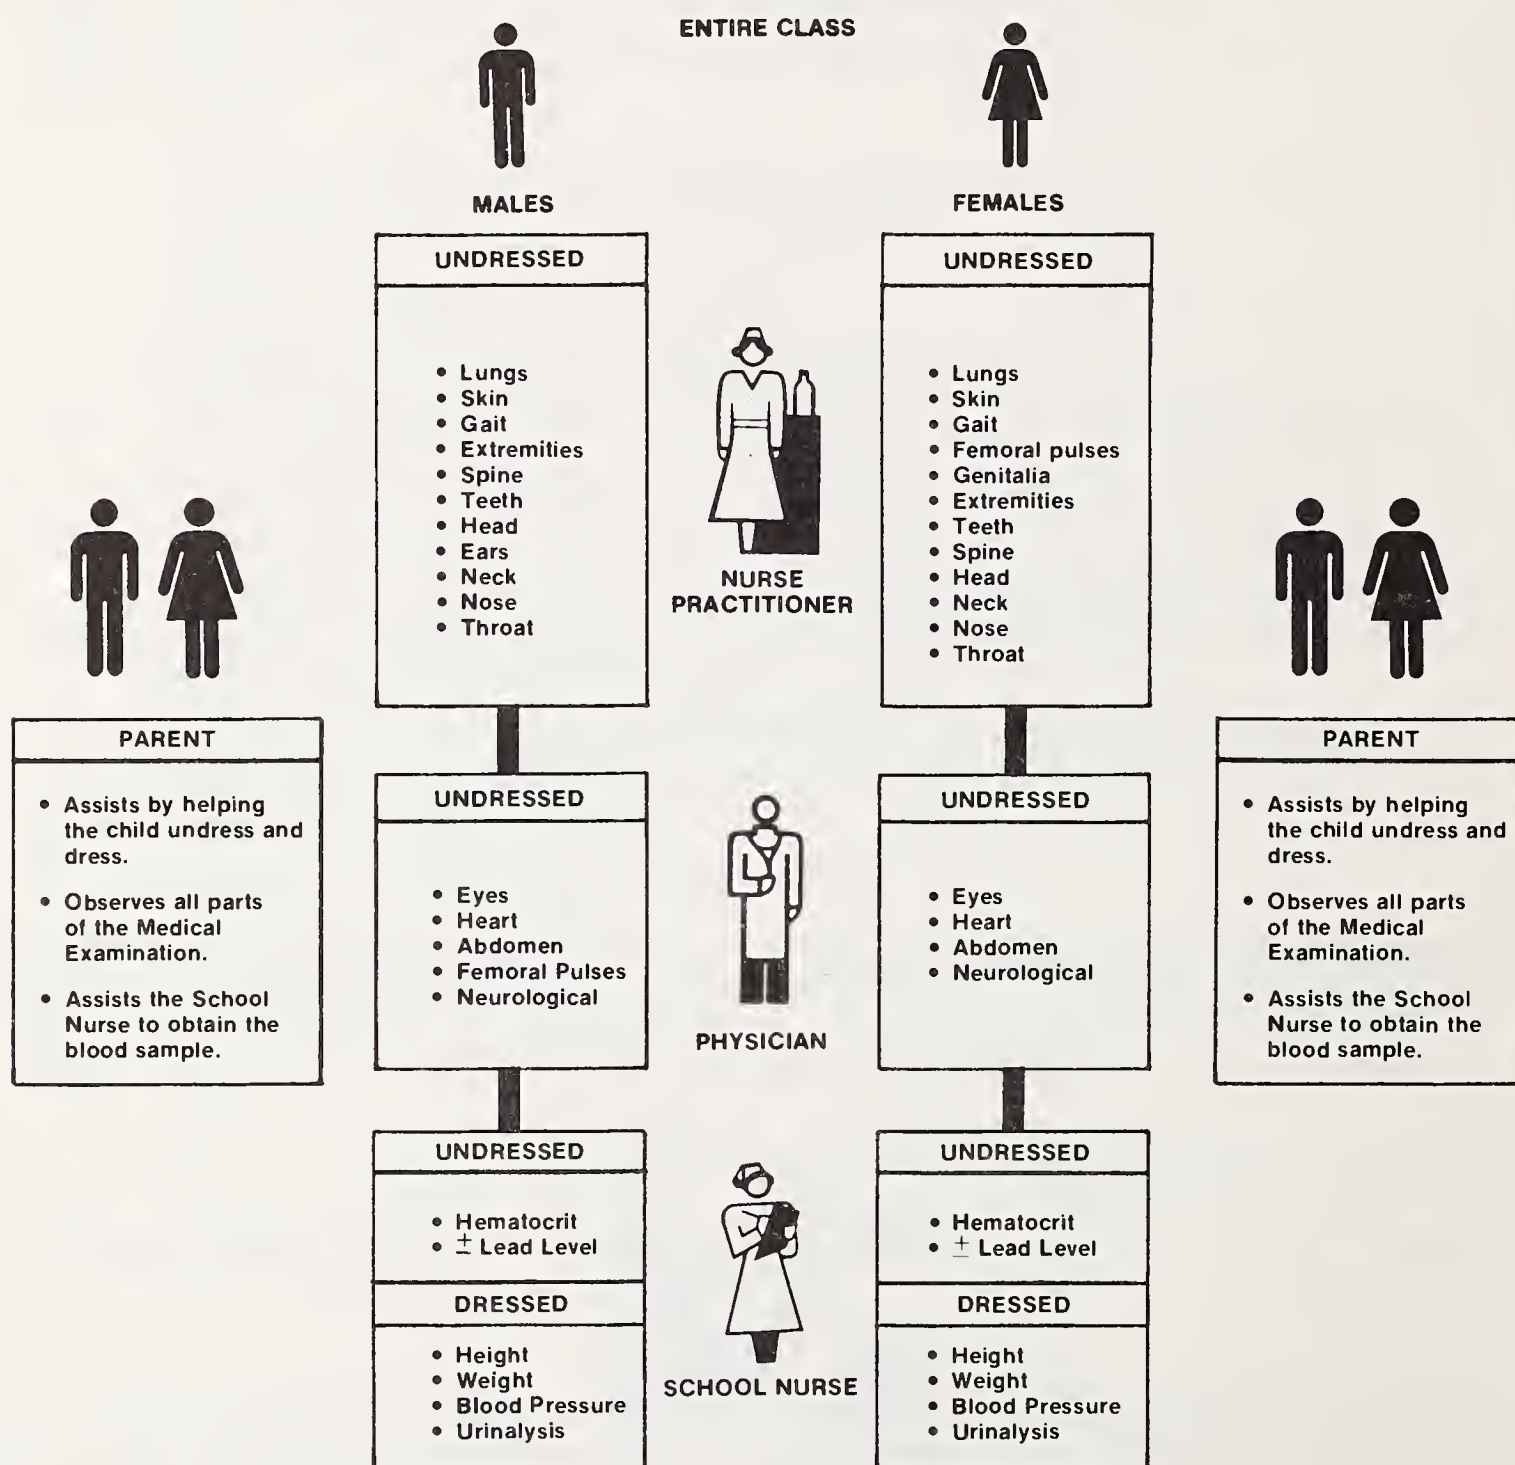 ENTIRE CLASS
MALES
UNDRESSED
• Lungs
• Skin
• Gait
• Extremities
• Spine
• Teeth
• Head
• Ears
• Neck
• Nose
• Throat
FEMALES
UNDRESSED
• Lungs
• Skin
• Gait
• Femoral pulses
• Genitalia
• Extremities
• Teeth
• Spine
• Head
• Neck
• Nose
• Throat
NURSE
PRACTITIONER
PARENT
• Assists by helping
the child undress and
dress.
• Observes all parts
of the Medical
Examination.
• Assists the School
Nurse to obtain the
blood sample.
UNDRESSED
• Eyes
• Heart
• Abdomen
• Femoral Pulses
• Neurological
PHYSICIAN
UNDRESSED
• Eyes
• Heart
• Abdomen
• Neurological
PARENT
• Assists by helping
the child undress and
dress.
• Observes all parts
of the Medical
Examination.
• Assists the School
Nurse to obtain the
blood sample.
UNDRESSED
• Hematocrit
• ± Lead Level
DRESSED
• Height
• Weight
• Blood Pressure
• Urinalysis
SCHOOL NURSE
UNDRESSED
• Hematocrit
• ± Lead Level
DRESSED
• Height
• Weight
• Blood Pressure
• Urinalysis